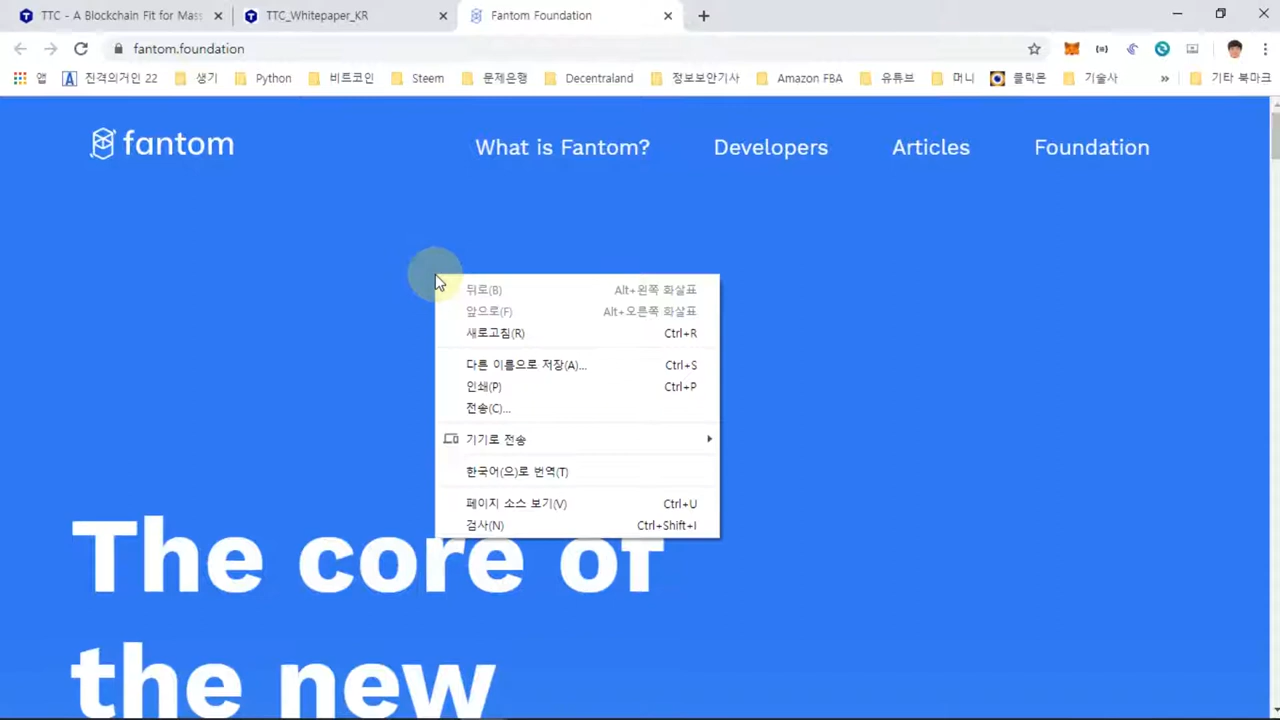 TTC - A Blockchain Fit for Mass
TTC_Whitepaper_KR
Fantom Foundation
fantom.foundation
앱
진격의거인 22
생기
Python
비트코인
Steem
문제은행
Decentraland
정보보안기사
Amazon FBA
유튜브
머니
클릭몬
기술사
»
기타 북마크
fantom
What is Fantom?
Developers
Articles
Foundation
뒤로(B) Alt+왼쪽 화살표
앞으로(F) Alt+오른쪽 화살표
새로고침(R) Ctrl+R
다른 이름으로 저장(A)... Ctrl+S
인쇄(P) Ctrl+P
전송(C)...
기기로 전송
한국어(으)로 번역(T)
페이지 소스 보기(V) Ctrl+U
검사(N) Ctrl+Shift+I
The core of
the new